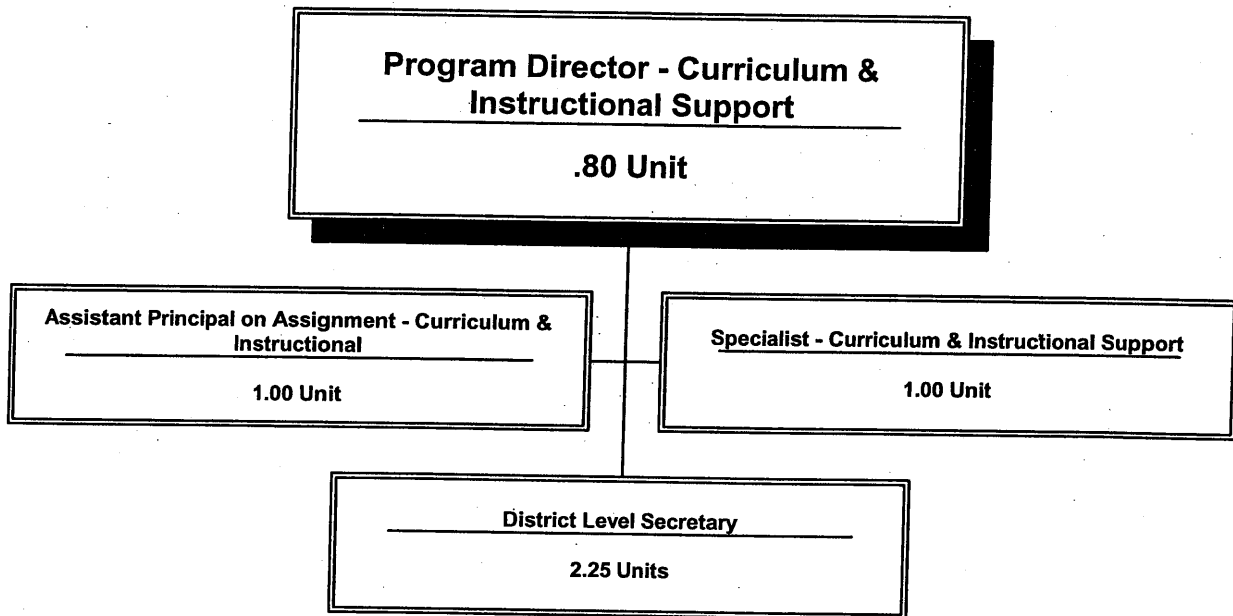 Program Director - Curriculum &
Instructional Support
.80 Unit
Assistant Principal on Assignment - Curriculum &
Instructional
1.00 Unit
Specialist - Curriculum & Instructional Support
1.00 Unit
District Level Secretary
2.25 Units